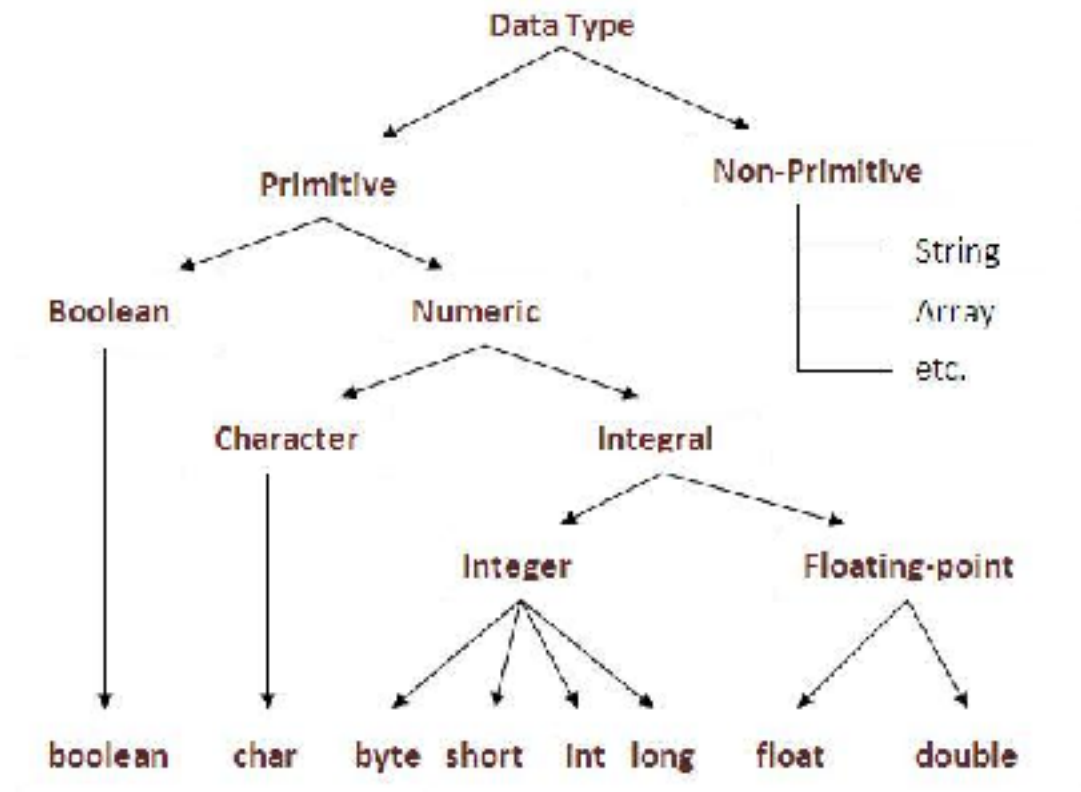 Data Type
Primitive
Non-Primitive
String
Array
etc.
Boolean
Numeric
Character
Integral
Integer
Floating-point
boolean char byte short int long float double